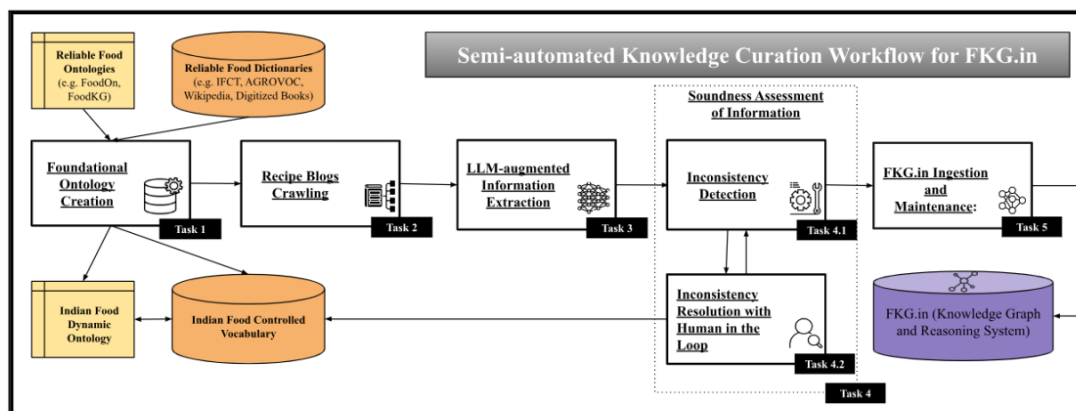 Semi-automated Knowledge Curation Workflow for FKG.in
Reliable Food
Ontologies
(e.g. FoodOn,
FoodKG)
Reliable Food Dictionaries
(e.g. IFCT, AGROVOC,
Wikipedia, Digitized Books)
Foundational
Ontology
Creation
Task 1
Recipe Blogs
Crawling
Task 2
LLM-augmented
Information
Extraction
Task 3
Soundness Assessment
of Information
Inconsistency
Detection
Task 4.1
FKG.in Ingestion
and
Maintenance:
Task 5
Indian Food
Dynamic
Ontology
Indian Food Controlled
Vocabulary
Inconsistency
Resolution with
Human in the
Loop
Task 4.2
Task 4
FKG.in (Knowledge Graph
and Reasoning System)